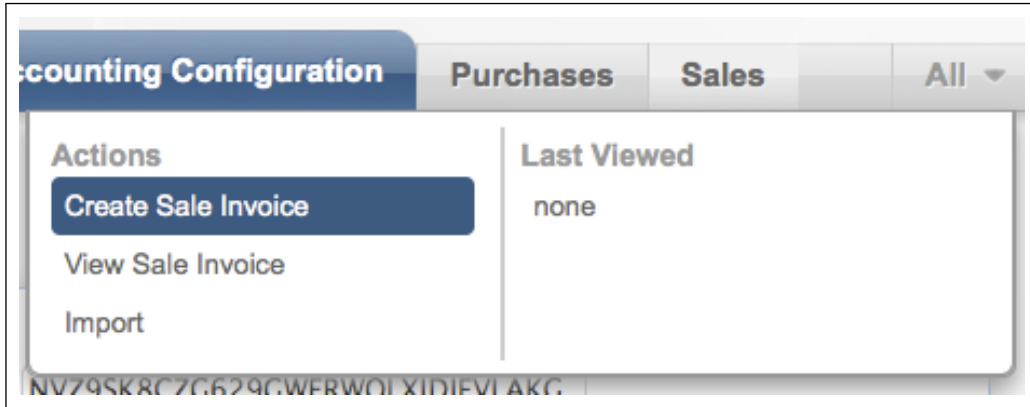 ccounting Configuration Purchases Sales All
Actions Last Viewed
Create Sale Invoice none
View Sale Invoice
Import